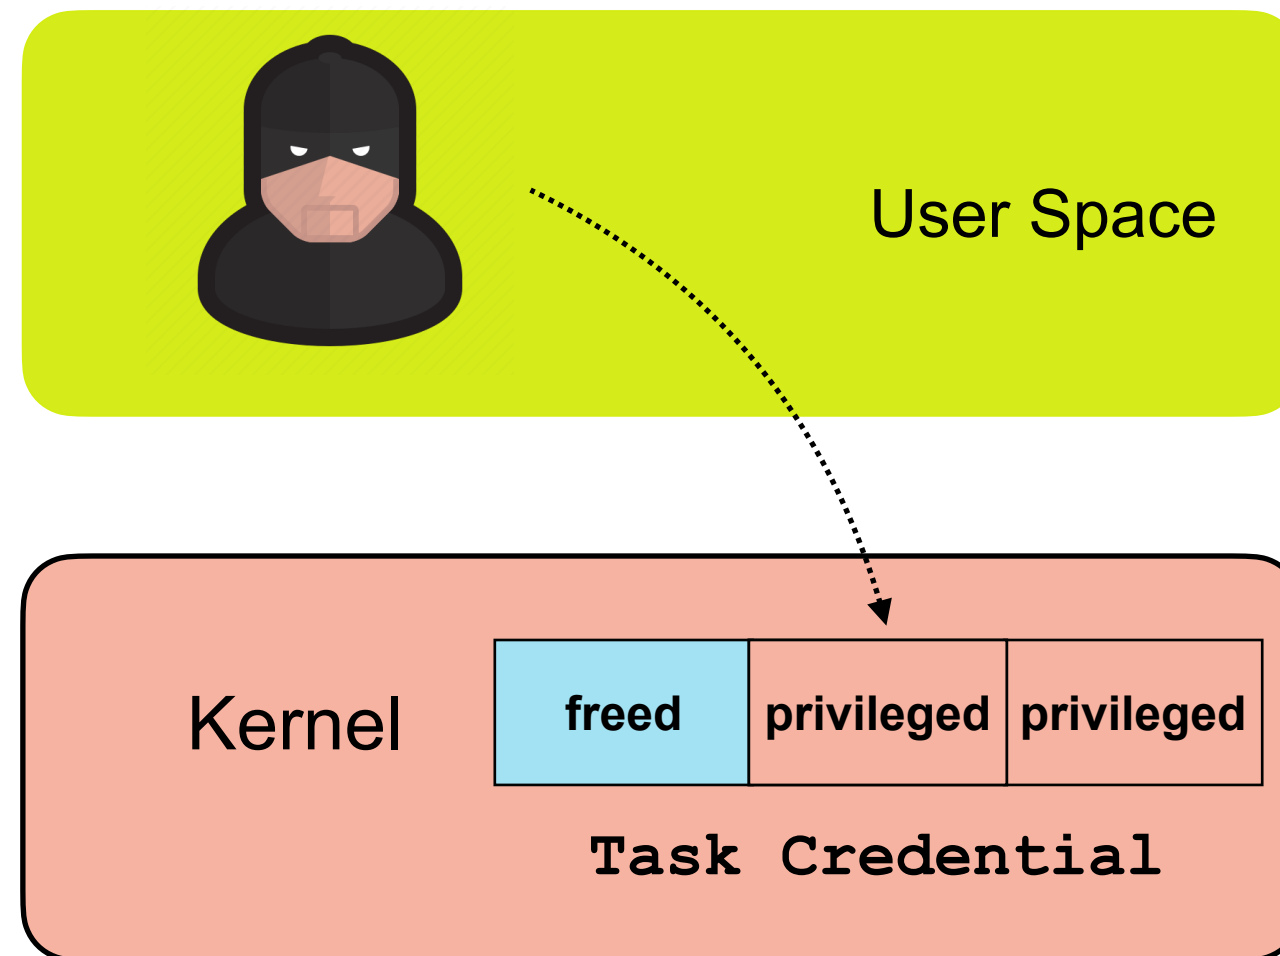 User Space
Kernel
freed
privileged
privileged
Task Credential